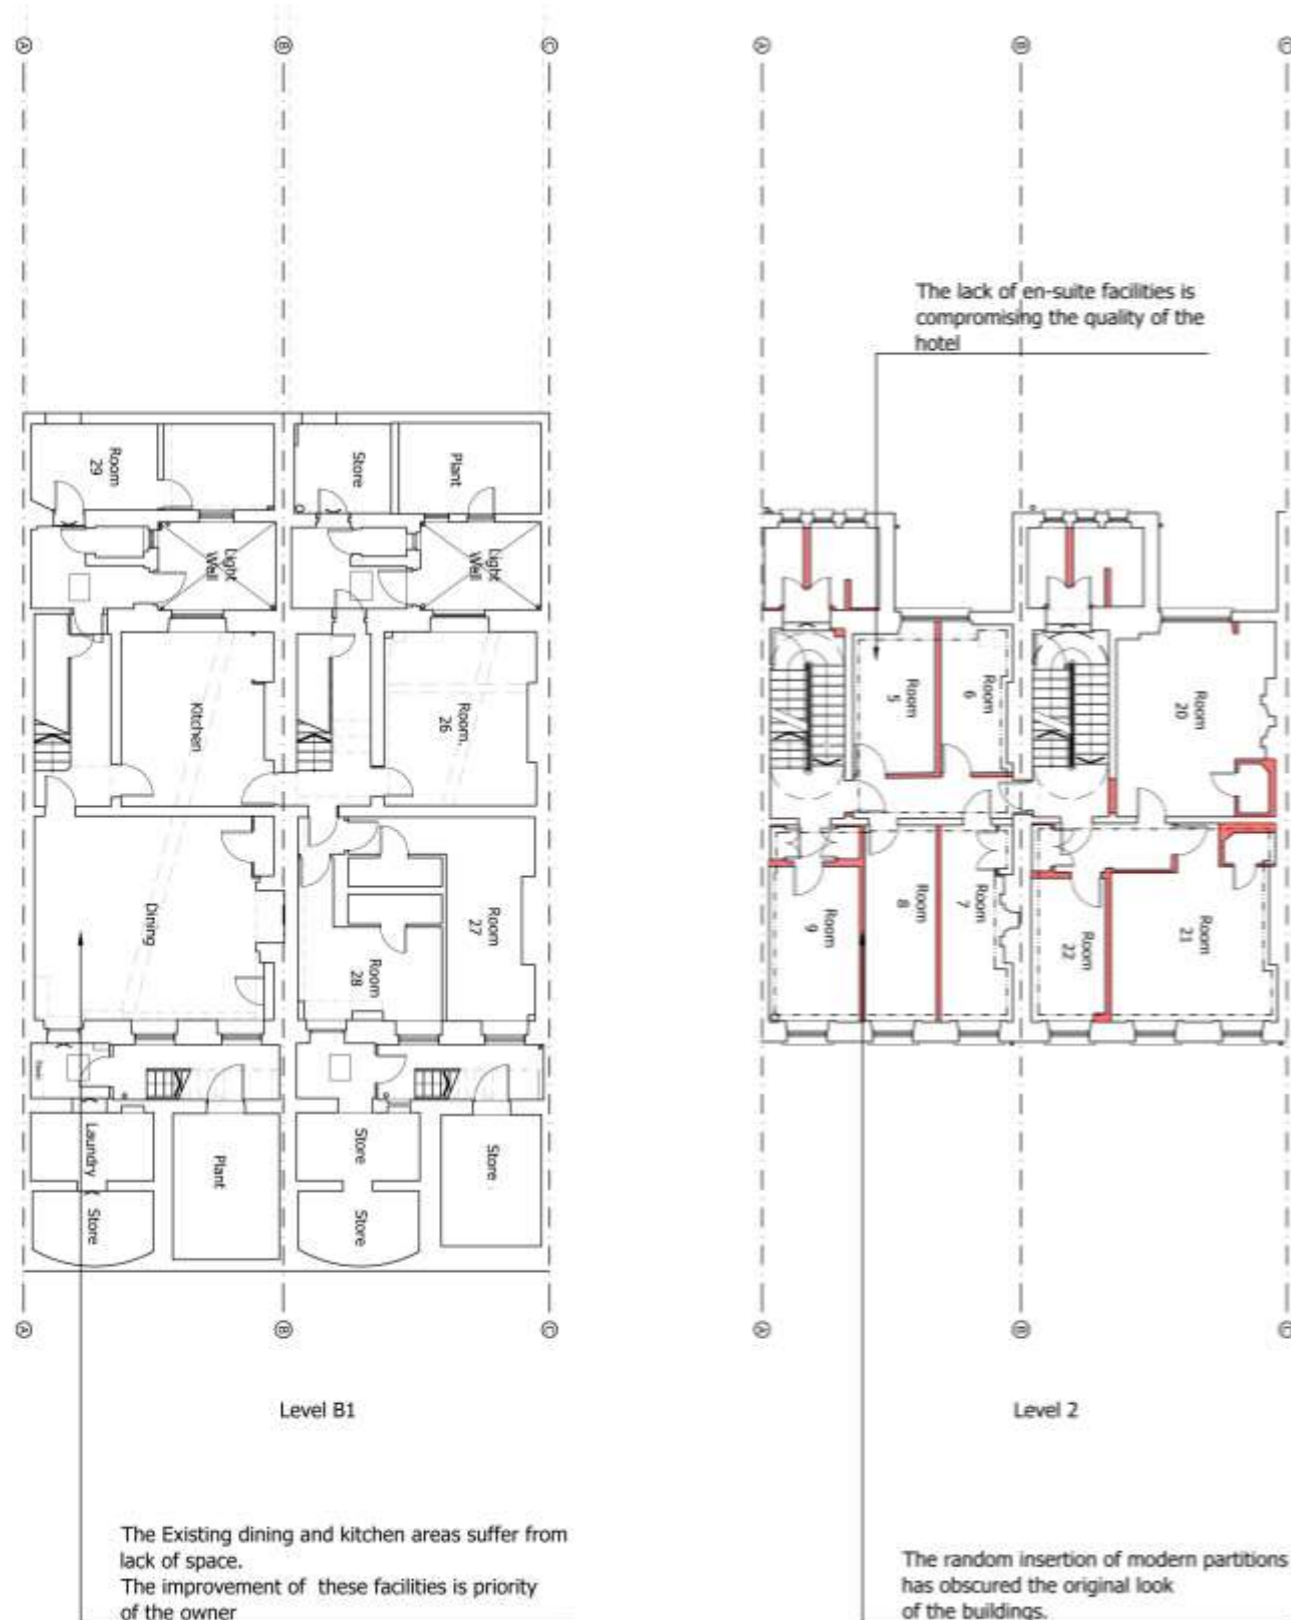 A
B
C
A
B
C
The lack of en-suite facilities is
compromising the quality of the
hotel
Room
29
Store
Plant
Light
Well
Light
Well
Kitchen
Room.
26
Dining
Room
27
Room
28
Laundry
Store
Plant
Store
Store
Store
Room
5
Room
6
Room
20
Room
9
Room
8
Room
7
Room
22
Room
21
A
B
C
A
B
C
Level B1
Level 2
The Existing dining and kitchen areas suffer from
lack of space.
The improvement of these facilities is priority
of the owner
The random insertion of modern partitions
has obscured the original look
of the buildings.